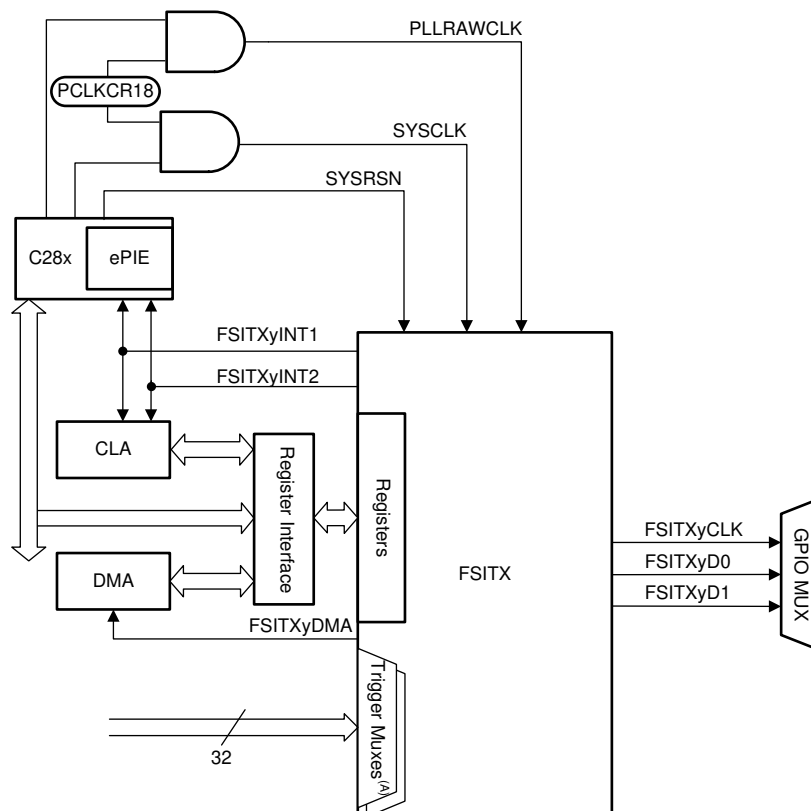 PLLRAWCLK
PCLKCR18
SYSCLK
SYSRSN
C28x
ePIE
FSITXyINT1
FSITXyINT2
CLA
Register Interface
Registers
FSITX
FSITXyCLK
FSITXyD0
FSITXyD1
GPIO MUX
DMA
FSITXyDMA
Trigger Muxes(A)
32